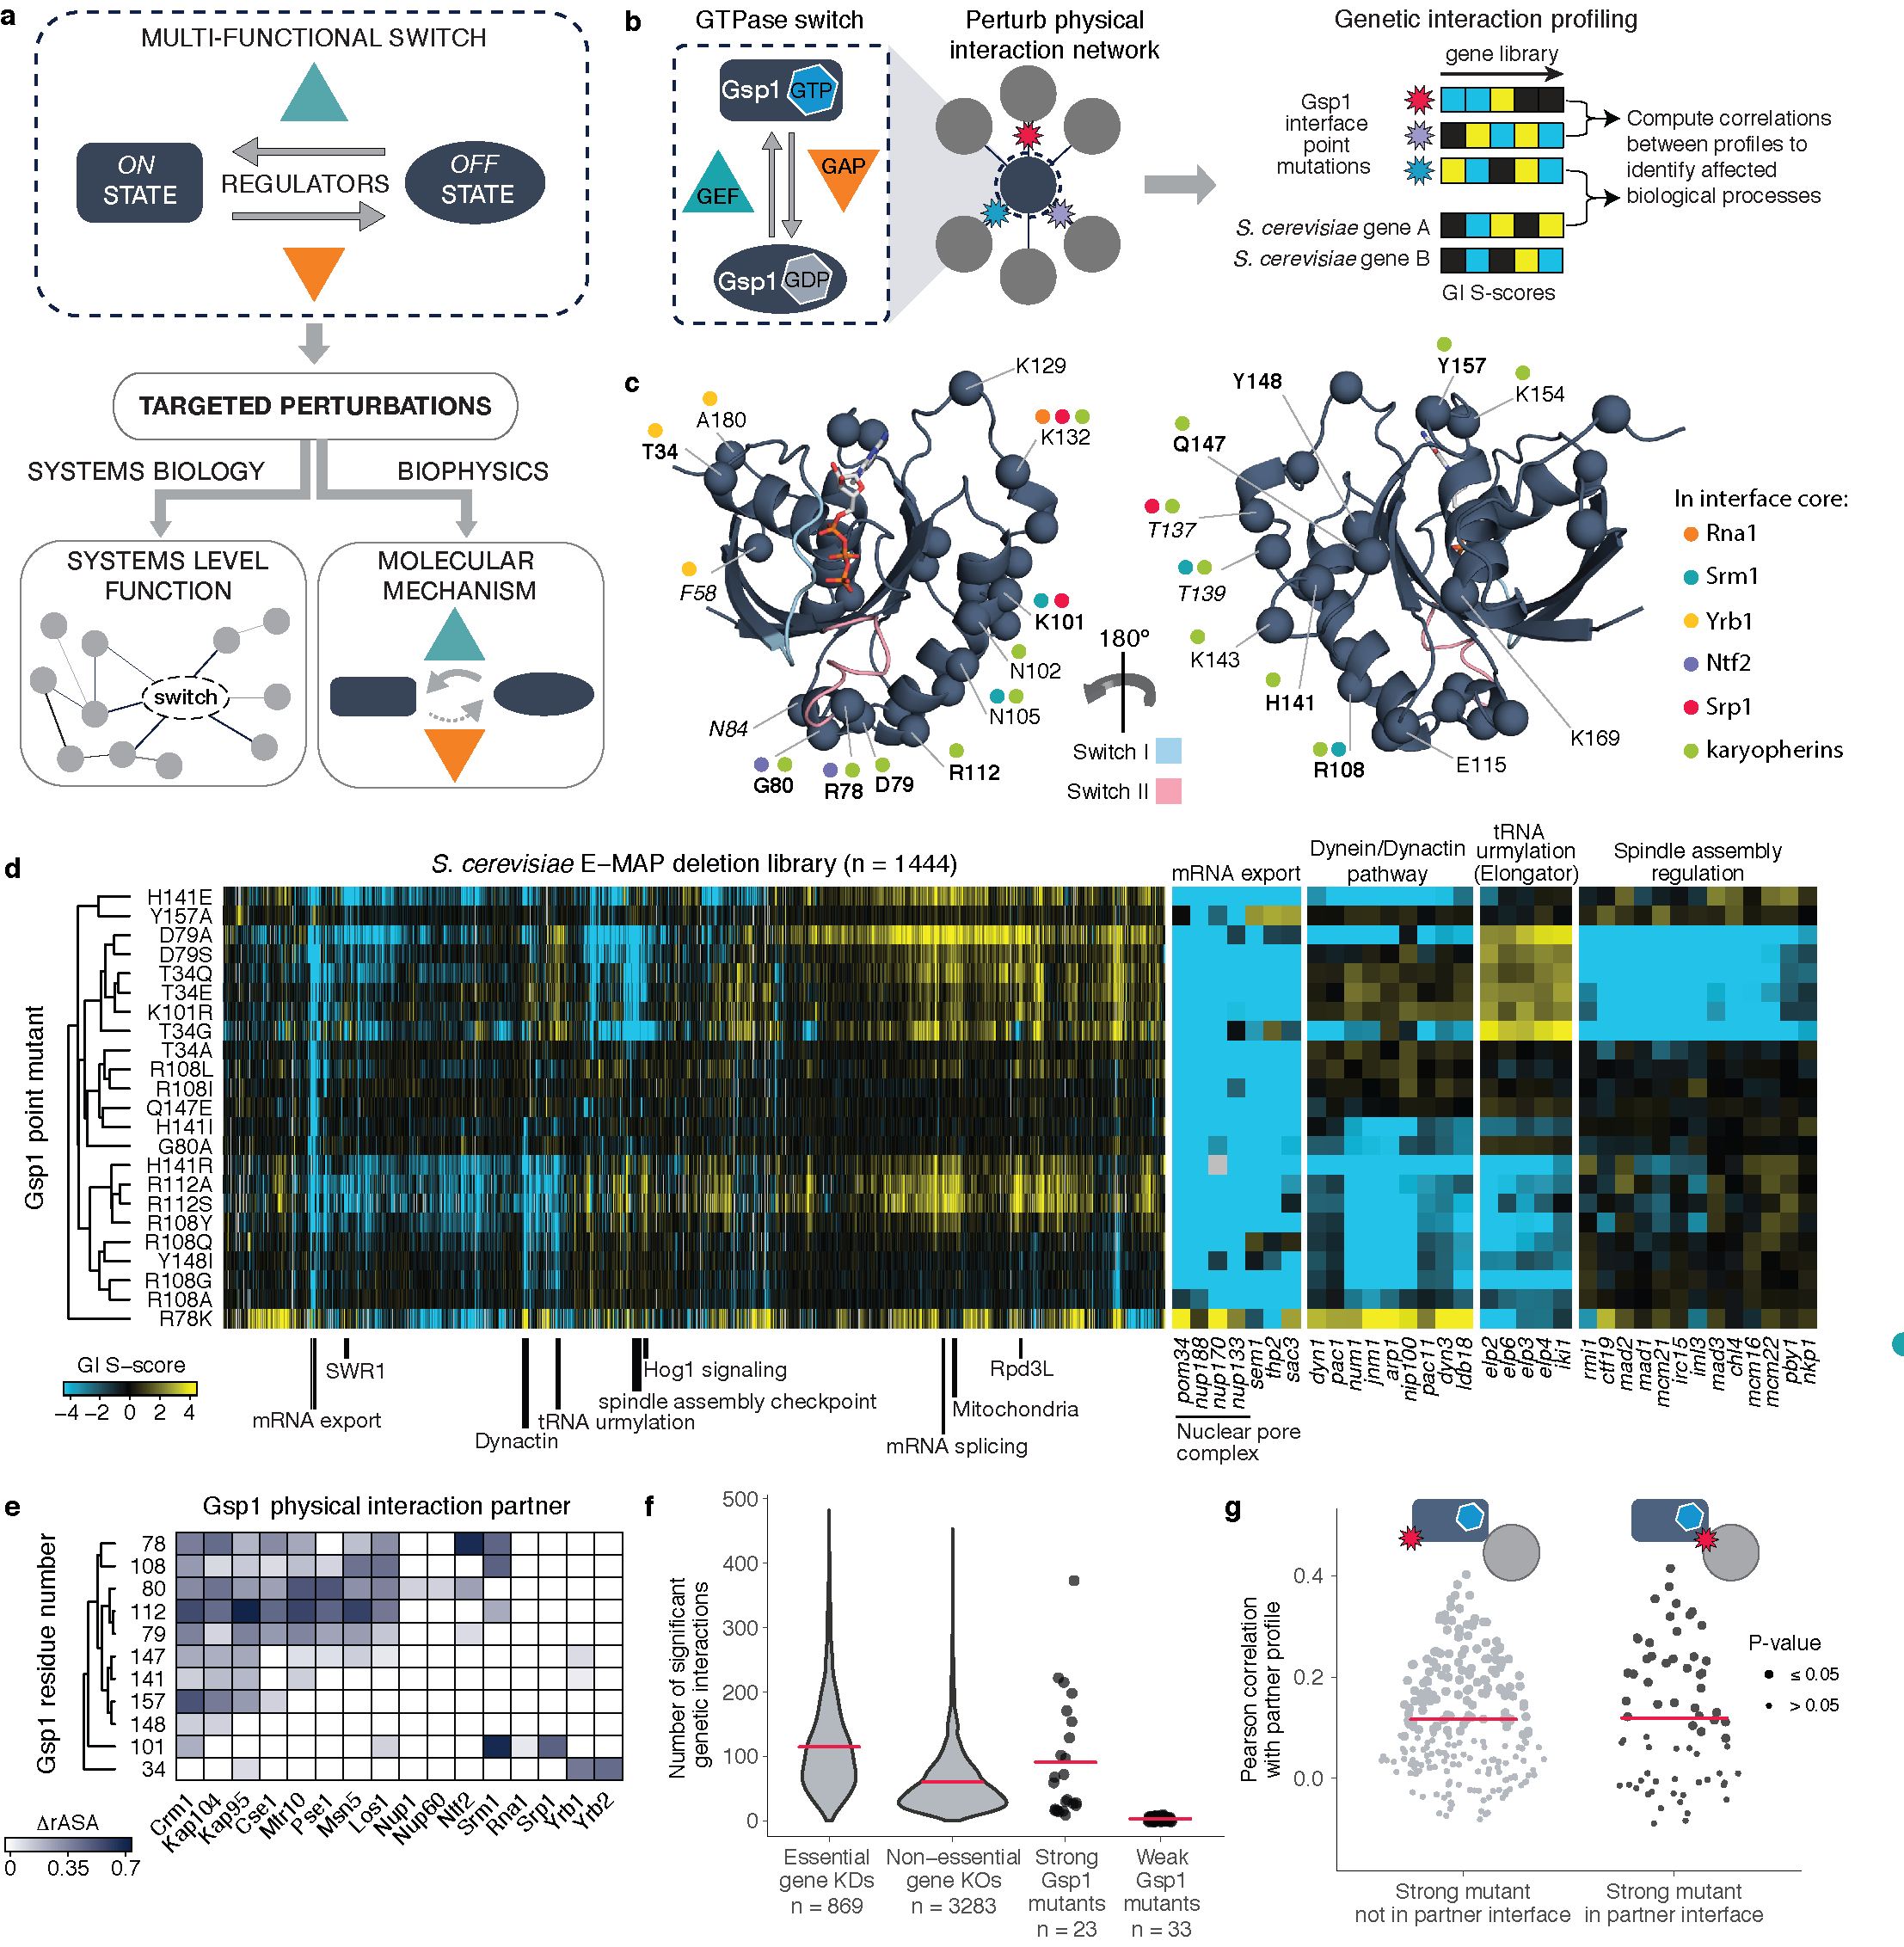 a
MULTI-FUNCTIONAL SWITCH
ON
STATE
REGULATORS
OFF
STATE
TARGETED PERTURBATIONS
SYSTEMS BIOLOGY
BIOPHYSICS
SYSTEMS LEVEL
FUNCTION
switch
MOLECULAR
MECHANISM
b
GTPase switch
Gsp1
GTP
GEF
GAP
Gsp1
GDP
Perturb physical
interaction network
Genetic interaction profiling
gene library
Gsp1
interface
point
mutations
S. cerevisiae gene A
S. cerevisiae gene B
GI S-scores
Compute correlations
between profiles to
identify affected
biological processes
c
K129
A180
T34
K132
F58
K101
N102
N105
N84
G80
R78
D79
R112
180º
Switch I
Switch II
Y157
Y148
K154
Q147
T137
T139
K143
H141
R108
E115
K169
In interface core:
Rna1
Srm1
Yrb1
Ntf2
Srp1
karyopherins
d
S. cerevisiae E−MAP deletion library (n = 1444)
mRNA export
Dynein/Dynactin
pathway
tRNA
urmylation
(Elongator)
Spindle assembly
regulation
Gsp1 point mutant
H141E
Y157A
D79A
D79S
T34Q
T34E
K101R
T34G
T34A
R108L
R108I
Q147E
H141I
G80A
H141R
R112A
R112S
R108Y
R108Q
Y148I
R108G
R108A
R78K
GI S−score
−4 −2 0 2 4
mRNA export
SWR1
Dynactin
tRNA urmylation
spindle assembly checkpoint
Hog1 signaling
mRNA splicing
Mitochondria
Rpd3L
pom34
nup188
nup170
nup133
sem1
thp2
sac3
Nuclear pore
complex
dyn1
pac1
num1
jnm1
arp1
nip100
pac11
dyn3
ldb18
elp2
elp6
elp3
elp4
iki1
rmi1
ctf19
mad2
mad1
mcm21
irc15
iml3
mad3
chl4
mcm16
mcm22
pby1
nkp1
e
Gsp1 physical interaction partner
Gsp1 residue number
78
108
80
112
79
147
141
157
148
101
34
Crm1
Kap104
Kap95
Cse1
Mtr10
Pse1
Msn5
Los1
Nup1
Nup60
Ntf2
Srm1
Rna1
Srp1
Yrb1
Yrb2
ΔrASA
0 0.35 0.7
f
Number of significant
genetic interactions
500
400
300
200
100
0
Essential
gene KDs
n = 869
Non−essential
gene KOs
n = 3283
Strong
Gsp1
mutants
n = 23
Weak
Gsp1
mutants
n = 33
g
Pearson correlation
with partner profile
0.4
0.2
0.0
P-value
≤ 0.05
> 0.05
Strong mutant
not in partner interface
Strong mutant
in partner interface